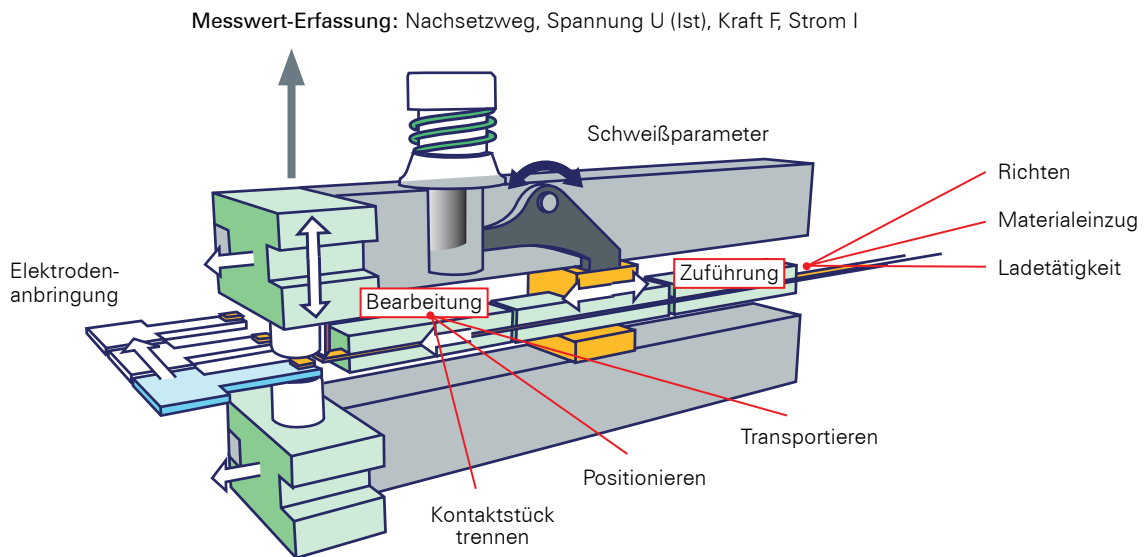 Messwert-Erfassung: Nachsetzweg, Spannung U (Ist), Kraft F, Strom I
Schweißparameter
Richten
Materialeinzug
Ladetätigkeit
Zuführung
Elektroden-
anbringung
Bearbeitung
Transportieren
Positionieren
Kontaktstück
trennen